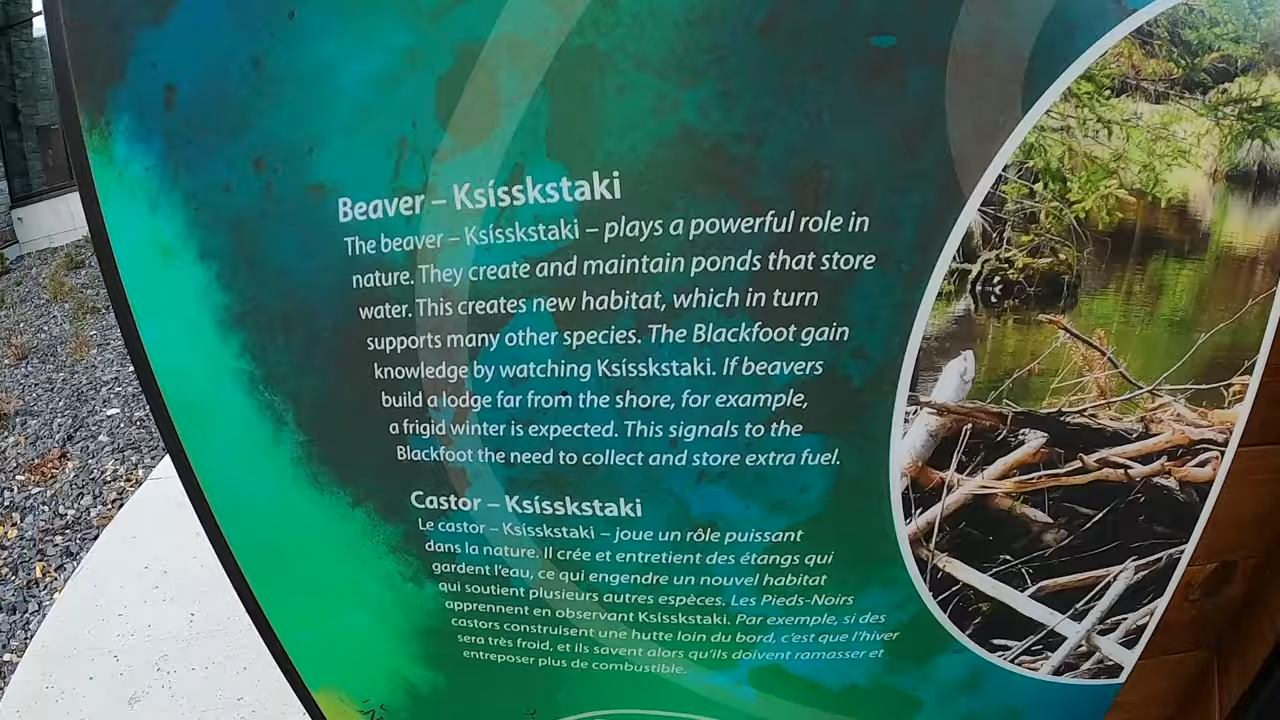 Beaver – Ksísskstaki
The beaver – Ksísskstaki – plays a powerful role in
nature. They create and maintain ponds that store
water. This creates new habitat, which in turn
supports many other species. The Blackfoot gain
knowledge by watching Ksísskstaki. If beavers
build a lodge far from the shore, for example,
a frigid winter is expected. This signals to the
Blackfoot the need to collect and store extra fuel.
Castor – Ksísskstaki
Le castor – Ksísskstaki – joue un rôle puissant
dans la nature. Il crée et entretient des étangs qui
gardent l'eau, ce qui engendre un nouvel habitat
qui soutient plusieurs autres espèces. Les Pieds-Noirs
apprennent en observant Ksísskstaki. Par exemple, si des
castors construisent une hutte loin du bord, c'est que l'hiver
sera très froid, et ils savent alors qu'ils doivent ramasser et
entreposer plus de combustible.